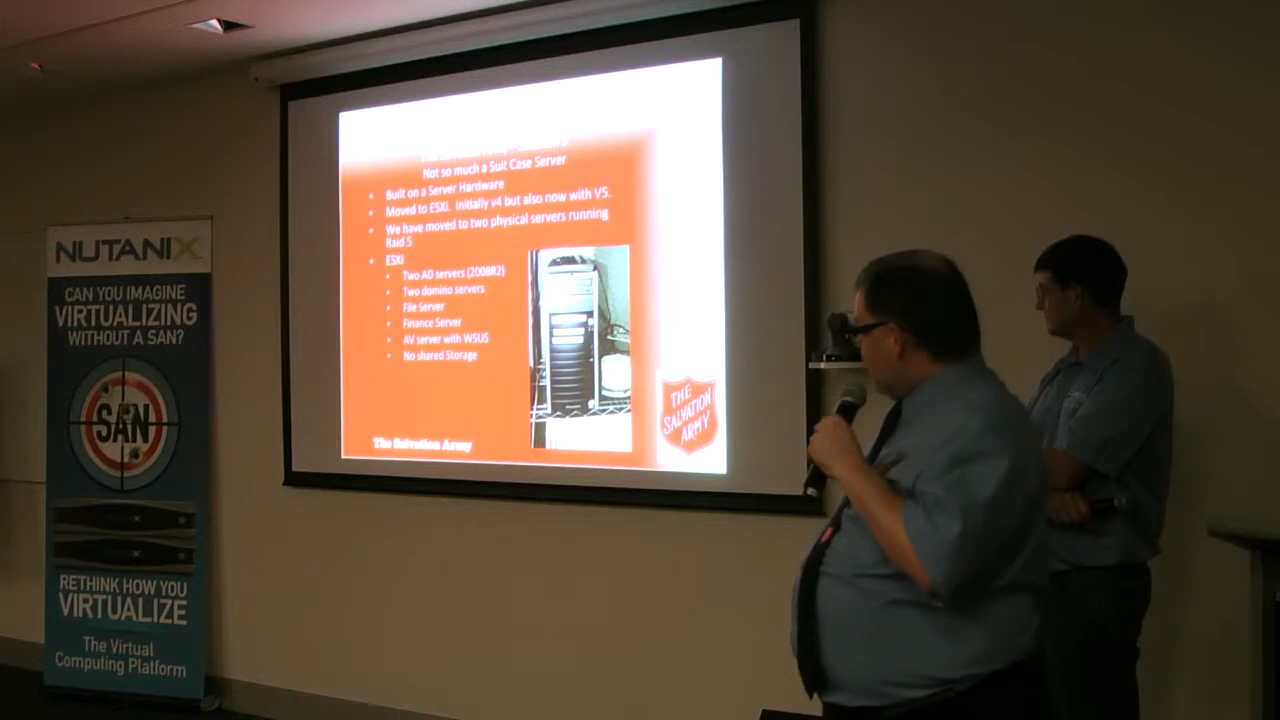 NUTANIX
CAN YOU IMAGINE
VIRTUALIZING
WITHOUT A SAN?
SAN
RETHINK HOW YOU
VIRTUALIZE
The Virtual
Computing Platform
Not so much a Suit Case Server
• Built on a Server Hardware
• Moved to ESXi. Initially v4 but also now with V5.
• We have moved to two physical servers running
Raid 5
• ESXi
• Two AD servers (2008R2)
• Two domino servers
• File Server
• Finance Server
• AV server with WSUS
• No shared Storage
The Salvation Army
THE
SALVATION
ARMY